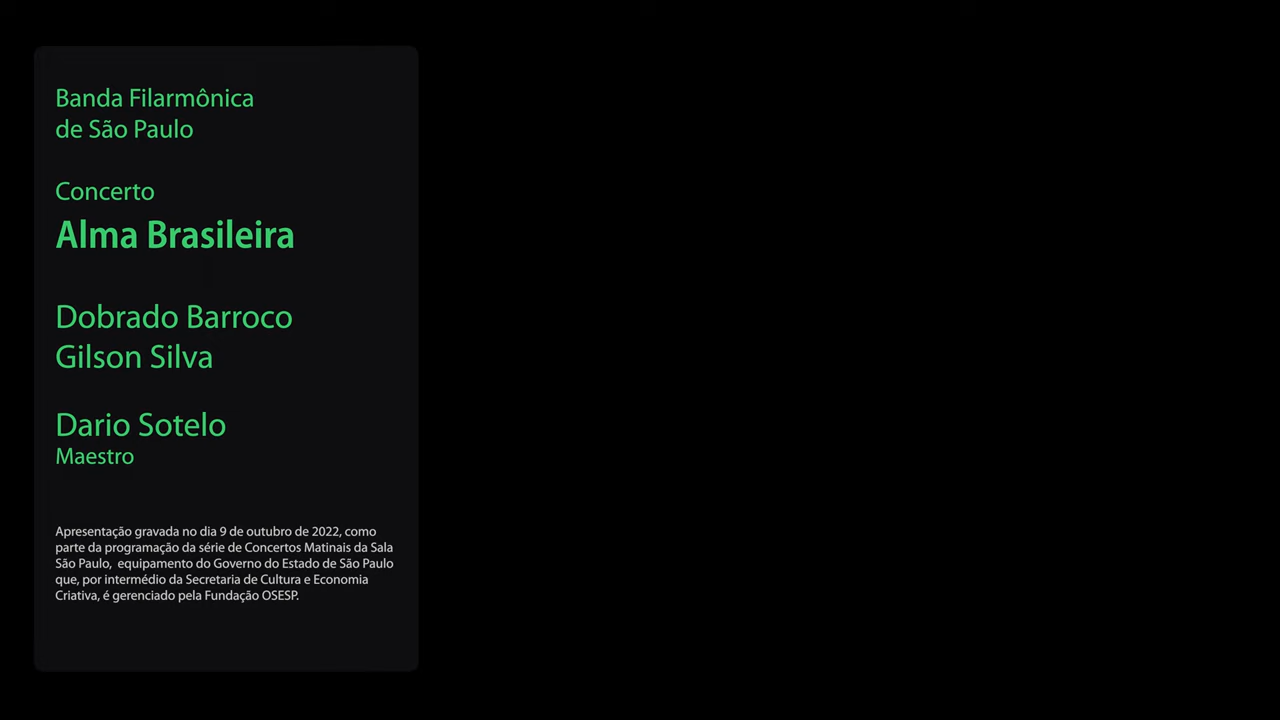 Banda Filarmônica
de São Paulo
Concerto
Alma Brasileira
Dobrado Barroco
Gilson Silva
Dario Sotelo
Maestro
Apresentação gravada no dia 9 de outubro de 2022, como
parte da programação da série de Concertos Matinais da Sala
São Paulo, equipamento do Governo do Estado de São Paulo
que, por intermédio da Secretaria de Cultura e Economia
Criativa, é gerenciado pela Fundação OSESP.